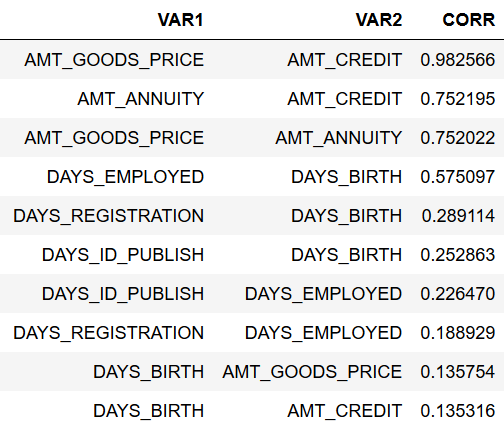 VAR1 VAR2 CORR
AMT_GOODS_PRICE AMT_CREDIT 0.982566
AMT_ANNUITY AMT_CREDIT 0.752195
AMT_GOODS_PRICE AMT_ANNUITY 0.752022
DAYS_EMPLOYED DAYS_BIRTH 0.575097
DAYS_REGISTRATION DAYS_BIRTH 0.289114
DAYS_ID_PUBLISH DAYS_BIRTH 0.252863
DAYS_ID_PUBLISH DAYS_EMPLOYED 0.226470
DAYS_REGISTRATION DAYS_EMPLOYED 0.188929
DAYS_BIRTH AMT_GOODS_PRICE 0.135754
DAYS_BIRTH AMT_CREDIT 0.135316